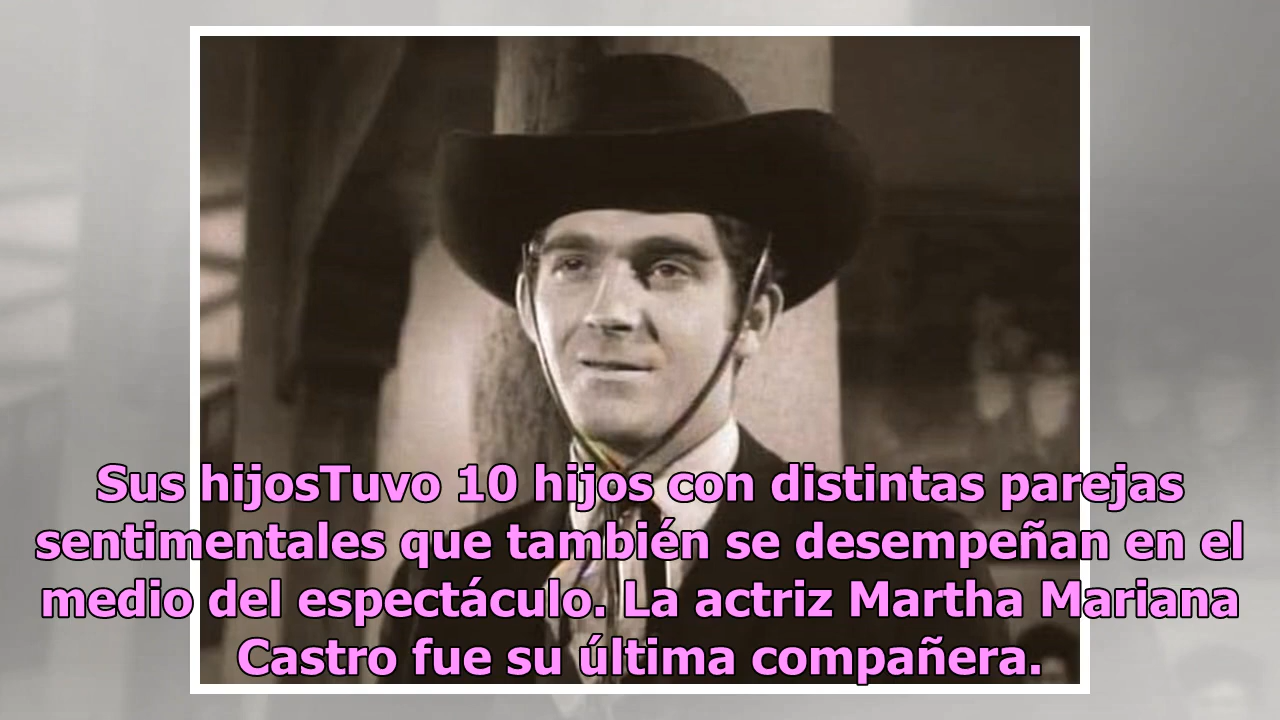 Sus hijosTuvo 10 hijos con distintas parejas
sentimentales que también se desempeñan en el
medio del espectáculo. La actriz Martha Mariana
Castro fue su última compañera.